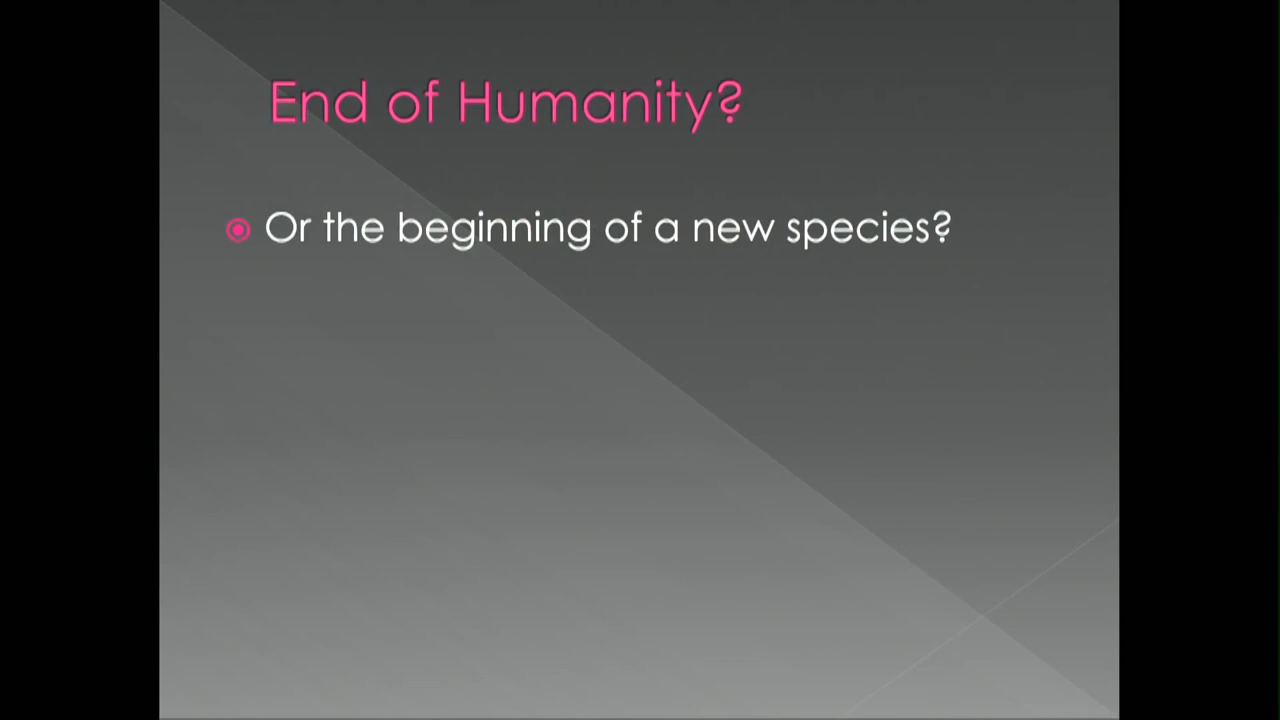 End of Humanity?
Or the beginning of a new species?